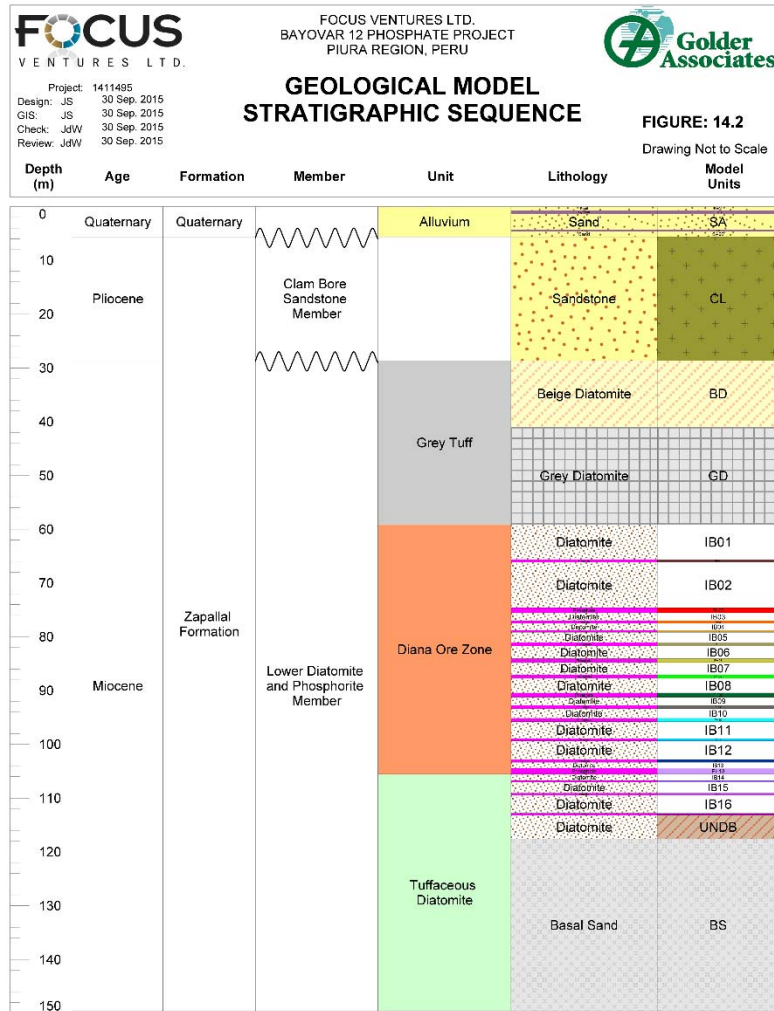 FOCUS
VENTURES LTD.
FOCUS VENTURES LTD.
BAYOVAR 12 PHOSPHATE PROJECT
PIURA REGION, PERU
Golder
Associates
Project: 1411495
Design: JS 30 Sep. 2015
GIS: JS 30 Sep. 2015
Check: JdW 30 Sep. 2015
Review: JdW 30 Sep. 2015
GEOLOGICAL MODEL
STRATIGRAPHIC SEQUENCE
FIGURE: 14.2
Drawing Not to Scale
Depth
(m)
Age
Formation
Member
Unit
Lithology
Model
Units
0
Quaternary
Quaternary
Alluvium
Sand
SA
10
Pliocene
Clam Bore
Sandstone
Member
Sandstone
CL
20
30
Beige Diatomite
BD
40
Grey Tuff
50
Grey Diatomite
GD
60
Diatomite
IB01
70
Diatomite
IB02
Diatomite
IB03
Diatomite
IB04
80
Diatomite
IB05
Zapallal
Formation
Diana Ore Zone
Diatomite
IB06
Miocene
Lower Diatomite
and Phosphorite
Member
Diatomite
IB07
90
Diatomite
IB08
Diatomite
IB09
Diatomite
IB10
Diatomite
IB11
100
Diatomite
IB12
IB13
Diatomite
IB14
Diatomite
IB15
110
Diatomite
IB16
Diatomite
UNDB
120
Tuffaceous
Diatomite
130
Basal Sand
BS
140
150